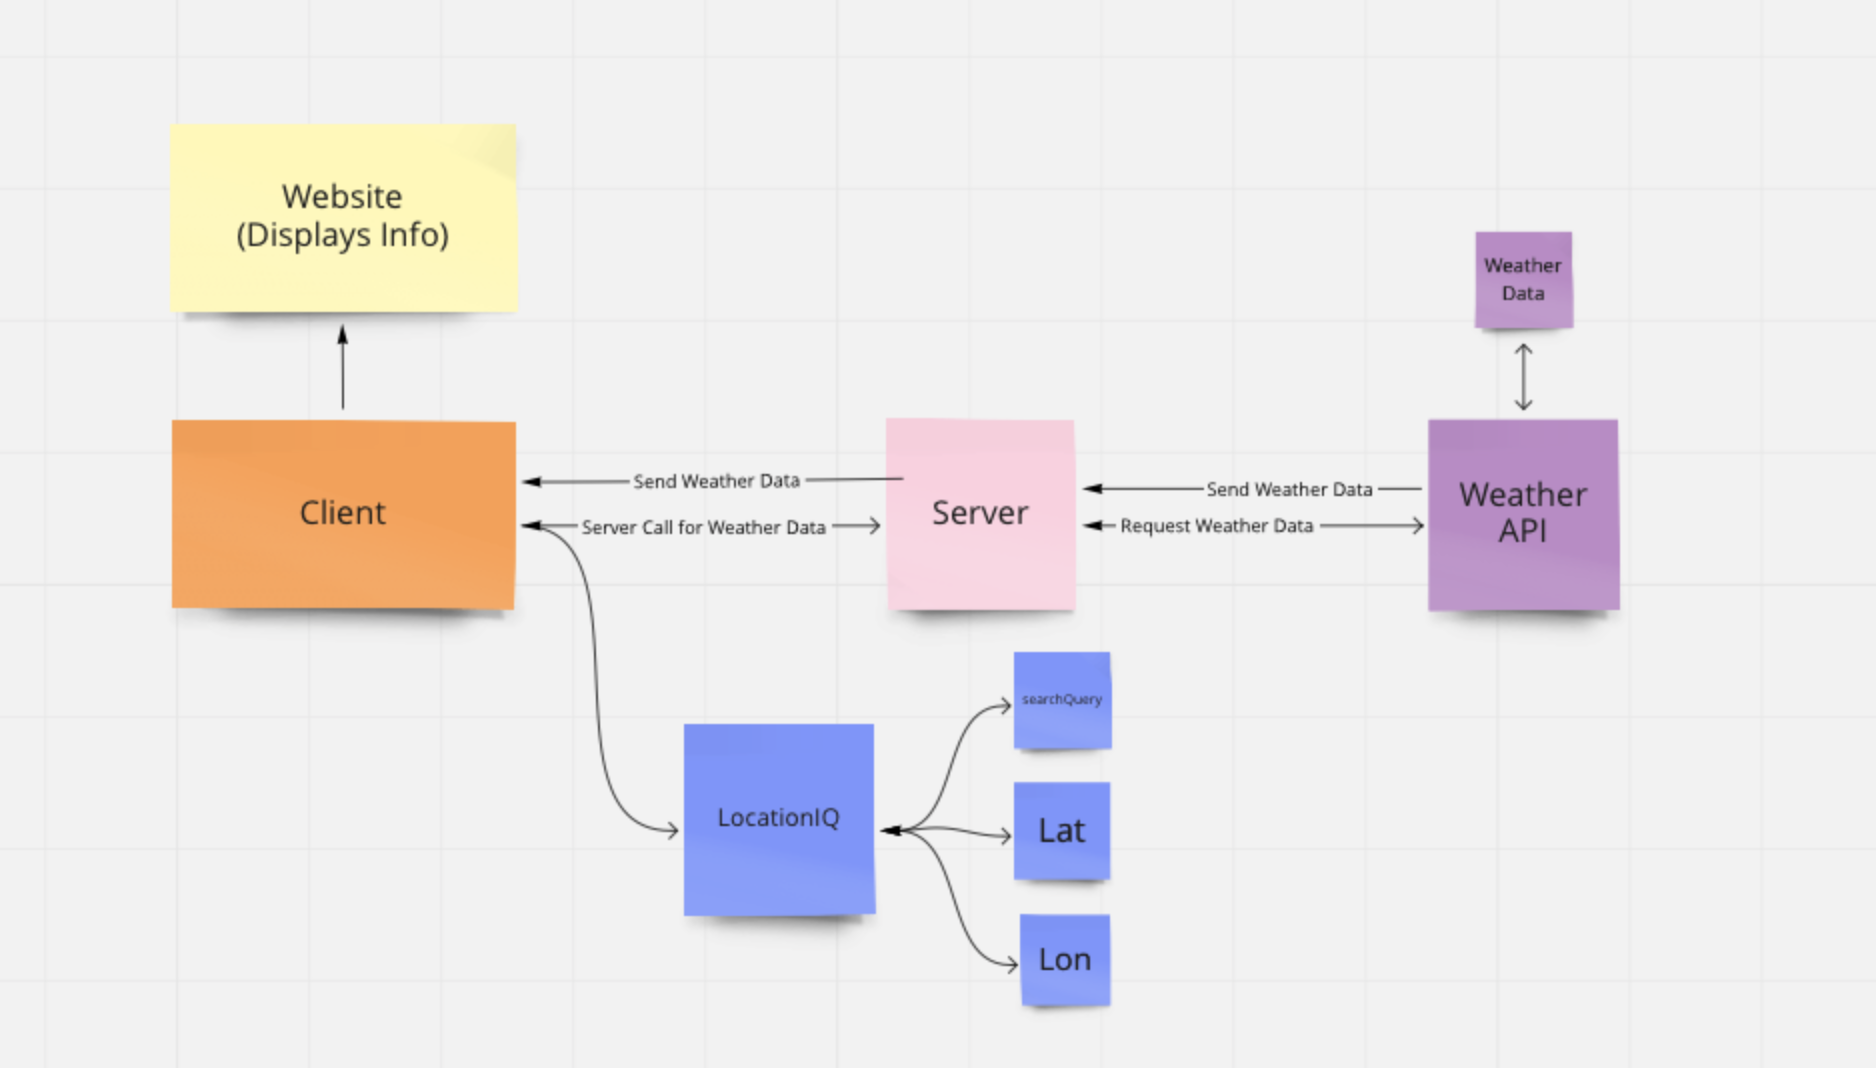 Website
(Displays Info)
Weather
Data
Client
Send Weather Data
Server Call for Weather Data
Server
Send Weather Data
Request Weather Data
Weather
API
searchQuery
LocationIQ
Lat
Lon